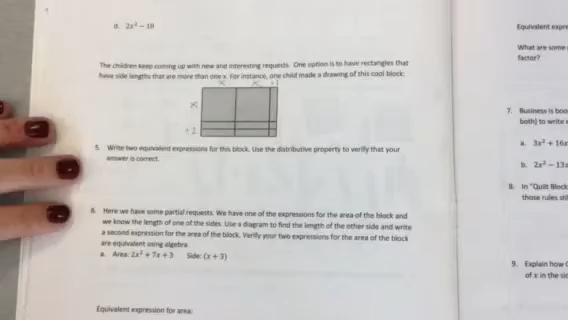 d. 2x² − 18
The children keep coming up with new and interesting requests. One option is to have rectangles that
have side lengths that are more than one x. For instance, one child made a drawing of this cool block:
x x +1
x
+2
5. Write two equivalent expressions for this block. Use the distributive property to verify that your
answer is correct.
6. Here we have some partial requests. We have one of the expressions for the area of the block and
we know the length of one of the sides. Use a diagram to find the length of the other side and write
a second expression for the area of the block. Verify your two expressions for the area of the block
are equivalent using algebra.
a. Area: 2x² + 7x + 3 Side: (x + 3)
Equivalent expression for area:
Equivalent
What are some
factor?
7. Business is
both) to write
a. 3x² + 16x
b. 2x² − 13x
8. In "Quilt Block
those rules
9. Explain how
of x in the